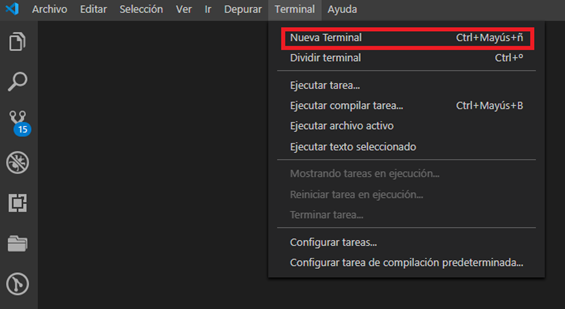 Archivo Editar Selección Ver Ir Depurar Terminal Ayuda
Nueva Terminal Ctrl+Mayús+ñ
Dividir terminal Ctrl+º
Ejecutar tarea...
Ejecutar compilar tarea... Ctrl+Mayús+B
Ejecutar archivo activo
Ejecutar texto seleccionado
Mostrando tareas en ejecución...
Reiniciar tarea en ejecución...
Terminar tarea...
Configurar tareas...
Configurar tarea de compilación predeterminada...
15